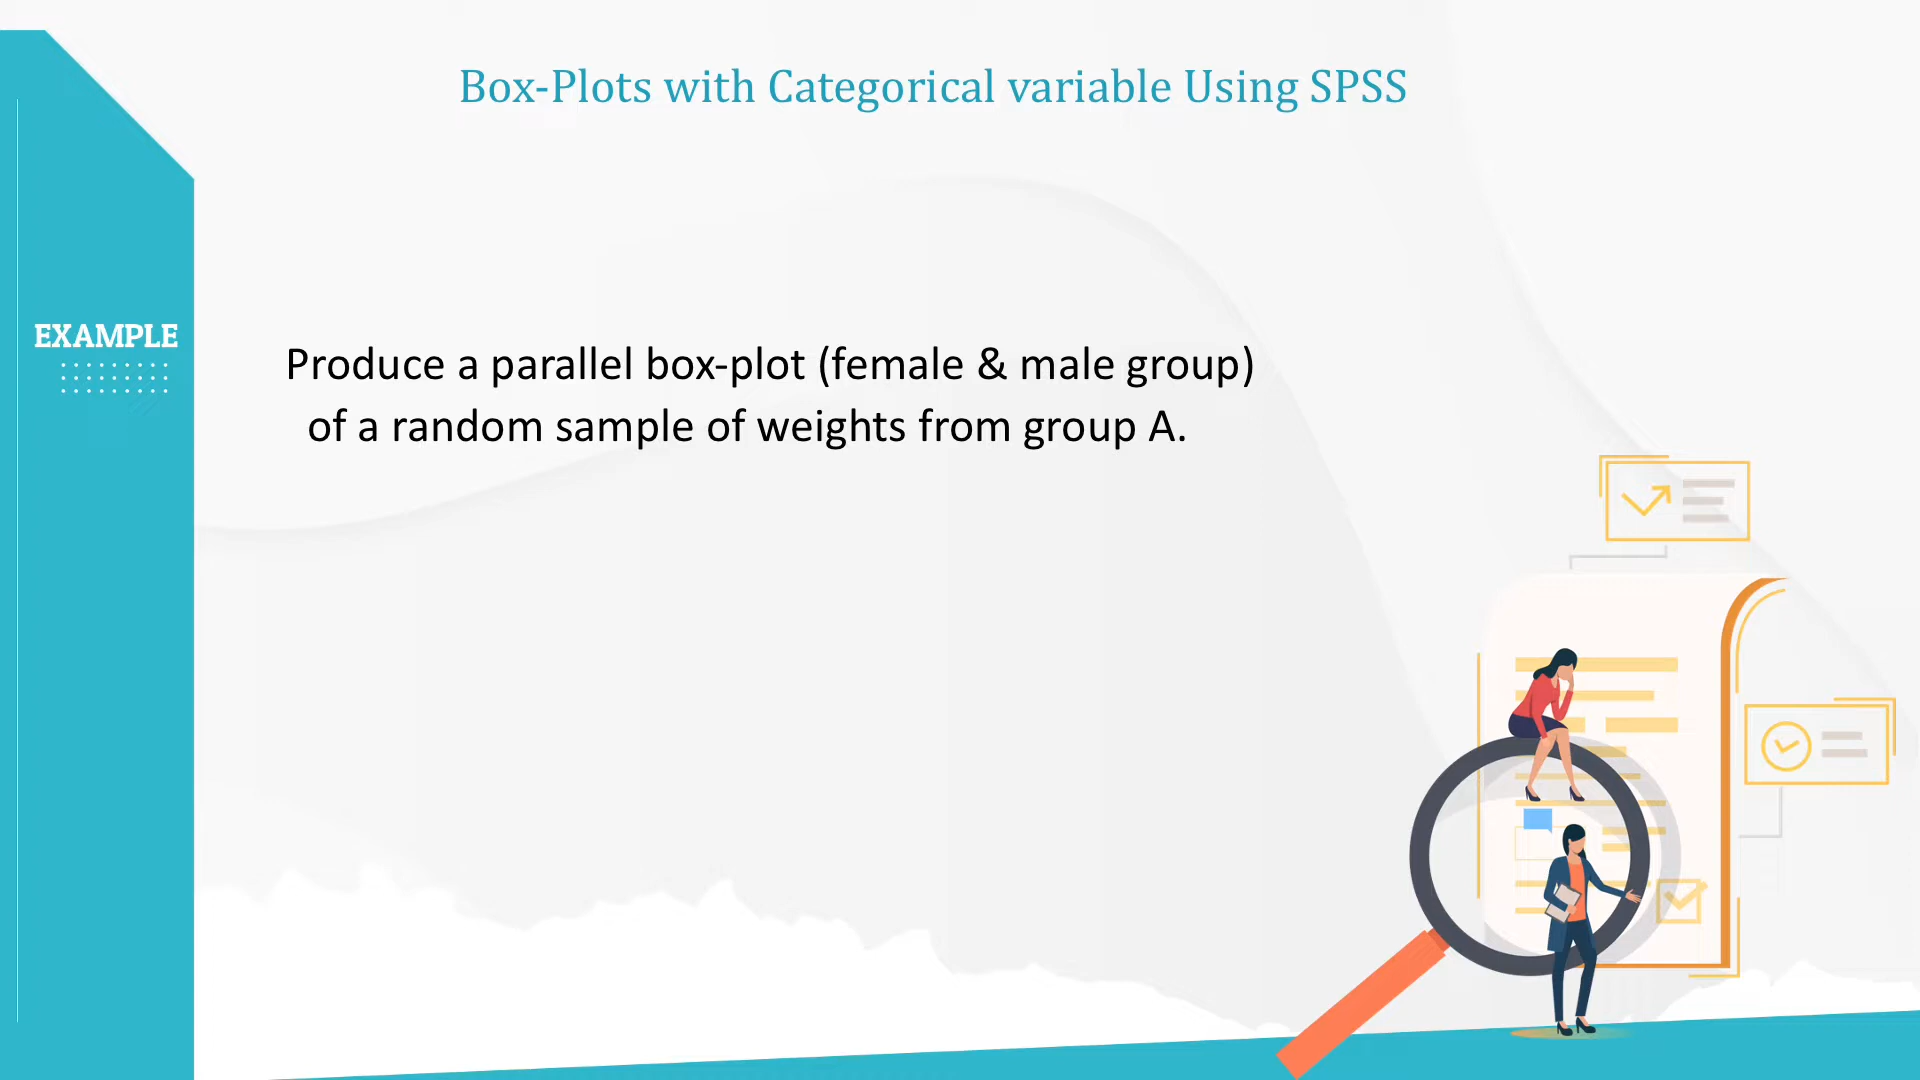 Box-Plots with Categorical variable Using SPSS
EXAMPLE
Produce a parallel box-plot (female & male group)
of a random sample of weights from group A.